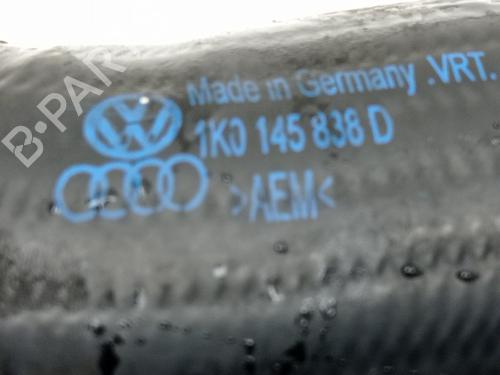 Made in Germany .VRT.
1K0 145 838 D
>AEM<
B-PARTS